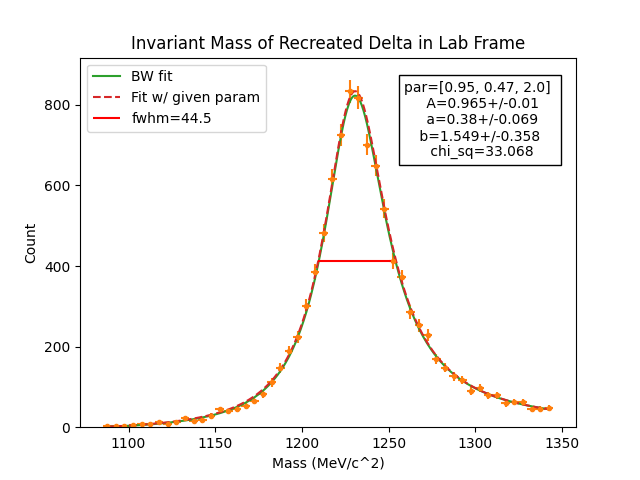 Invariant Mass of Recreated Delta in Lab Frame
BW fit
Fit w/ given param
fwhm=44.5
par=[0.95, 0.47, 2.0]
A=0.965+/-0.01
a=0.38+/-0.069
b=1.549+/-0.358
chi_sq=33.068
Count
800
600
400
200
0
1100
1150
1200
1250
1300
1350
Mass (MeV/c^2)